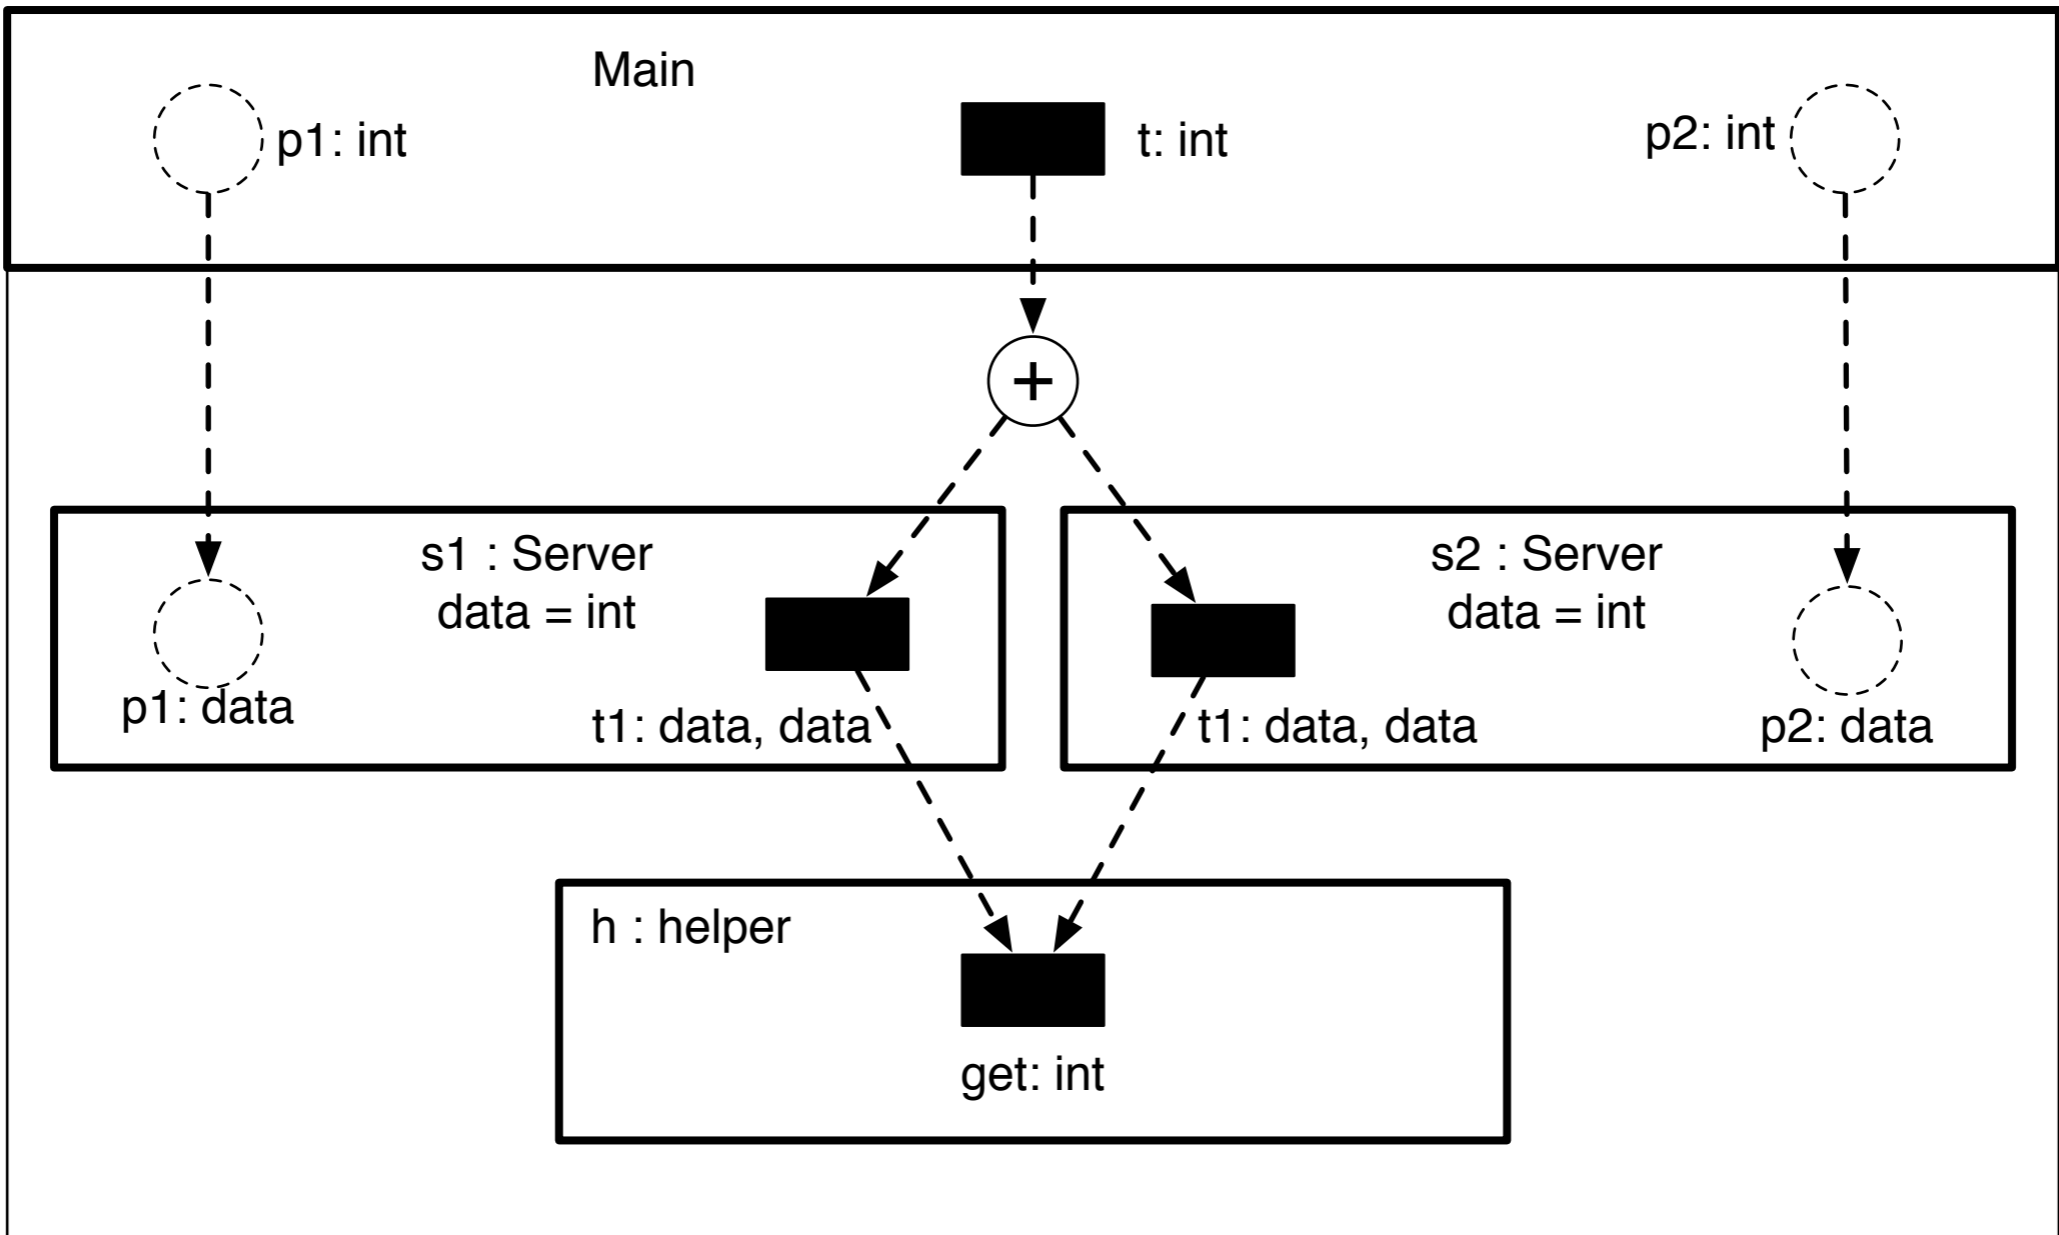 Main
p1: int
t: int
p2: int
+
s1 : Server
data = int
p1: data
t1: data, data
s2 : Server
data = int
t1: data, data
p2: data
h : helper
get: int